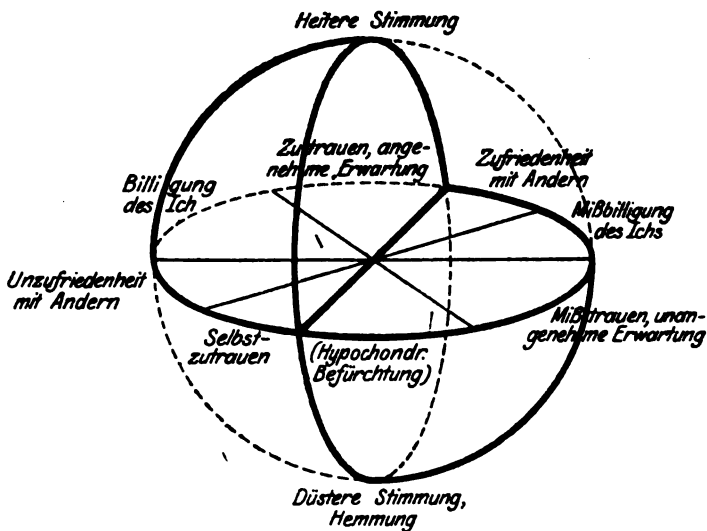 Heitere Stimmung
Zutrauen, ange-
nehme Erwartung
Zufriedenheit
mit Andern
Billigung
des Ich
Mißbilligung
des Ichs
Unzufriedenheit
mit Andern
Selbst-
zutrauen
(Hypochondr.
Befürchtung)
Mißtrauen, unan-
genehme Erwartung
Düstere Stimmung,
Hemmung